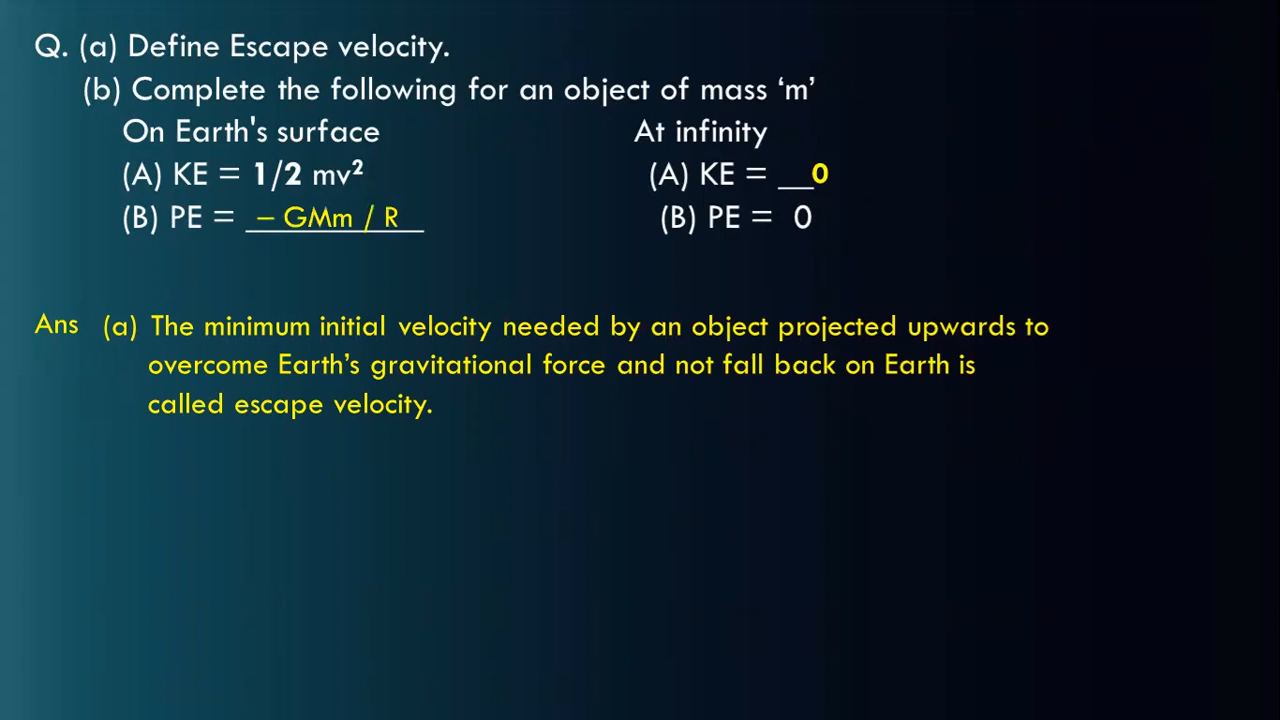 Q. (a) Define Escape velocity.
(b) Complete the following for an object of mass ‘m’
On Earth's surface At infinity
(A) KE = 1/2 mv² (A) KE = __0
(B) PE = – GMm / R (B) PE = 0
Ans (a) The minimum initial velocity needed by an object projected upwards to
overcome Earth’s gravitational force and not fall back on Earth is
called escape velocity.